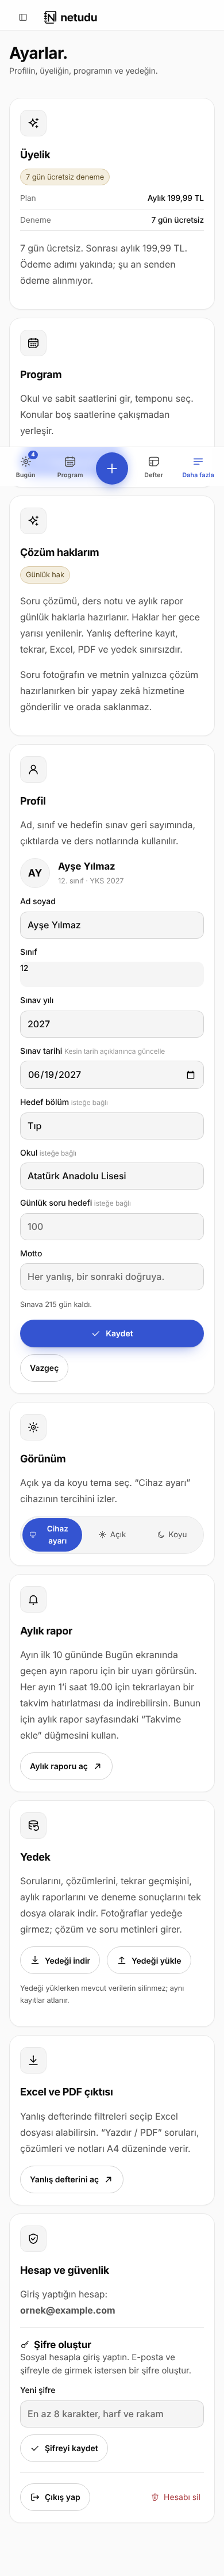 netudu
Ayarlar.
Profilin, üyeliğin, programın ve yedeğin.
Üyelik
7 gün ücretsiz deneme
Plan Aylık 199,99 TL
Deneme 7 gün ücretsiz
7 gün ücretsiz. Sonrası aylık 199,99 TL.
Ödeme adımı yakında; şu an senden
ödeme alınmıyor.
Program
Okul ve sabit saatlerini gir, temponu seç.
Konular boş saatlerine çakışmadan
yerleşir.
4
Bugün Program Defter Daha fazla
Çözüm haklarım
Günlük hak
Soru çözümü, ders notu ve aylık rapor
günlük haklarla çalışır. Haklar her gece
yarısı yenilenir. Yanlış defterine kayıt,
tekrar, Excel, PDF ve yedek sınırsızdır.
Soru fotoğrafın ve metnin yalnızca çözüm
hazırlanırken bir yapay zekâ hizmetine
gönderilir ve orada saklanmaz.
Profil
Ad, sınıf ve hedefin sınav geri sayımında,
çıktılarda ve ders notlarında kullanılır.
AY
Ayşe Yılmaz
12. sınıf · YKS 2027
Ad soyad
Ayşe Yılmaz
Sınıf
12
Sınav yılı
2027
Sınav tarihi Kesin tarih açıklanınca güncelle
06/19/2027
Hedef bölüm isteğe bağlı
Tıp
Okul isteğe bağlı
Atatürk Anadolu Lisesi
Günlük soru hedefi isteğe bağlı
100
Motto
Her yanlış, bir sonraki doğruya.
Sınava 215 gün kaldı.
Kaydet
Vazgeç
Görünüm
Açık ya da koyu tema seç. “Cihaz ayarı”
cihazının tercihini izler.
Cihaz
ayarı
Açık
Koyu
Aylık rapor
Ayın ilk 10 gününde Bugün ekranında
geçen ayın raporu için bir uyarı görürsün.
Her ayın 1’i saat 19.00 için tekrarlayan bir
takvim hatırlatması da indirebilirsin. Bunun
için aylık rapor sayfasındaki “Takvime
ekle” düğmesini kullan.
Aylık raporu aç
Yedek
Sorularını, çözümlerini, tekrar geçmişini,
aylık raporlarını ve deneme sonuçlarını tek
dosya olarak indir. Fotoğraflar yedeğe
girmez; çözüm ve soru metinleri girer.
Yedeği indir Yedeği yükle
Yedeği yüklerken mevcut verilerin silinmez; aynı
kayıtlar atlanır.
Excel ve PDF çıktısı
Yanlış defterinde filtreleri seçip Excel
dosyası alabilirsin. “Yazdır / PDF” soruları,
çözümleri ve notları A4 düzeninde verir.
Yanlış defterini aç
Hesap ve güvenlik
Giriş yaptığın hesap:
ornek@example.com
Şifre oluştur
Sosyal hesapla giriş yaptın. E-posta ve
şifreyle de girmek istersen bir şifre oluştur.
Yeni şifre
En az 8 karakter, harf ve rakam
Şifreyi kaydet
Çıkış yap Hesabı sil